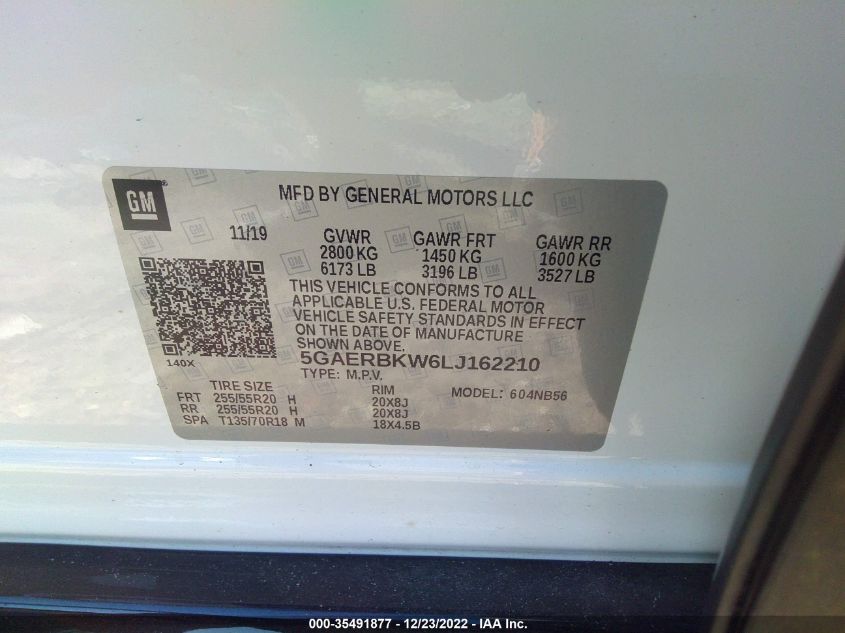 GM
MFD BY GENERAL MOTORS LLC
11/19 GVWR GAWR FRT GAWR RR
2800 KG 1450 KG 1600 KG
6173 LB 3196 LB 3527 LB
THIS VEHICLE CONFORMS TO ALL
APPLICABLE U.S. FEDERAL MOTOR
VEHICLE SAFETY STANDARDS IN EFFECT
ON THE DATE OF MANUFACTURE
SHOWN ABOVE.
140X 5GAERBKW6LJ162210
TYPE: M.P.V. MODEL: 604NB56
TIRE SIZE RIM
FRT 255/55R20 H 20X8J
RR 255/55R20 H 20X8J
SPA T135/70R18 M 18X4.5B
000-35491877 - 12/23/2022 - IAA Inc.